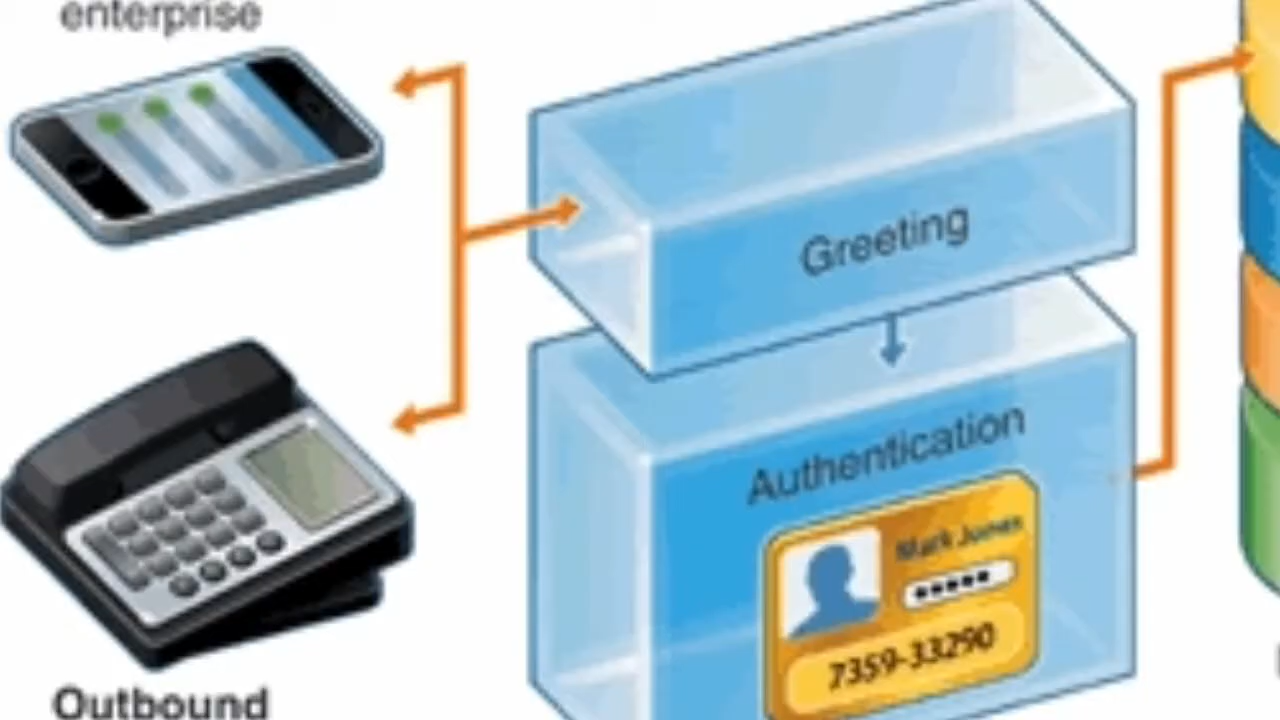 enterprise
Greeting
Authentication
Mark Jones
7359-33290
Outbound